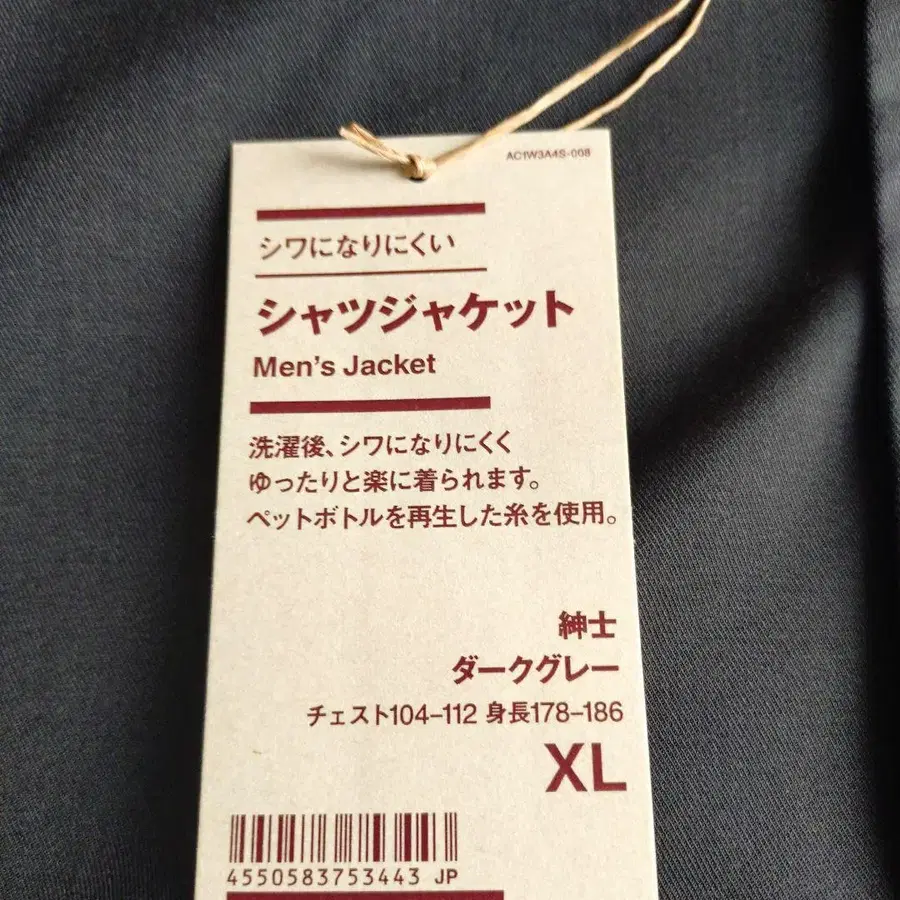 AC1W3A4S-008
シワになりにくい
シャツジャケット
Men's Jacket
洗濯後、シワになりにくく
ゆったりと楽に着られます。
ペットボトルを再生した糸を使用。
紳士
ダークグレー
チェスト104–112 身長178–186
XL
4550583753443 JP